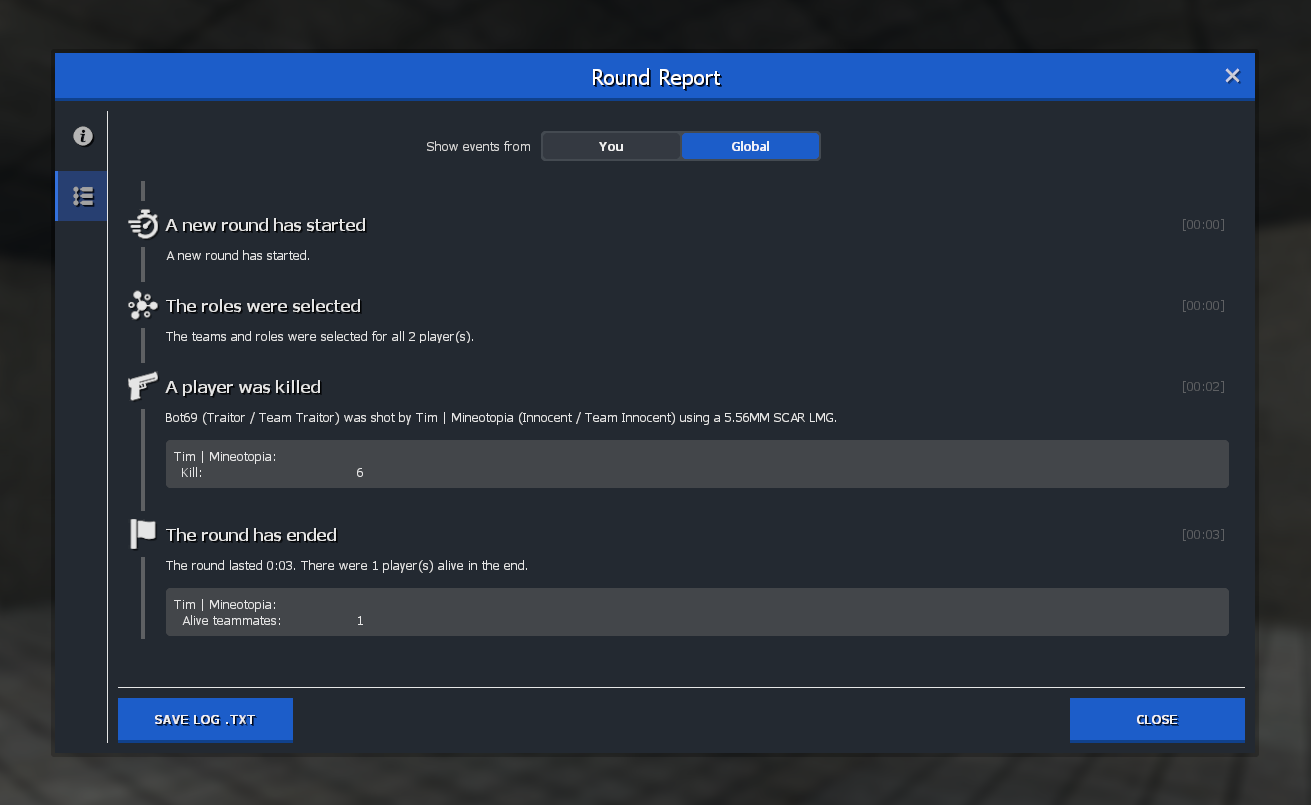 Round Report
Show events from You Global
A new round has started [00:00]
A new round has started.
The roles were selected [00:00]
The teams and roles were selected for all 2 player(s).
A player was killed [00:02]
Bot69 (Traitor / Team Traitor) was shot by Tim | Mineotopia (Innocent / Team Innocent) using a 5.56MM SCAR LMG.
Tim | Mineotopia:
Kill: 6
The round has ended [00:03]
The round lasted 0:03. There were 1 player(s) alive in the end.
Tim | Mineotopia:
Alive teammates: 1
SAVE LOG .TXT CLOSE